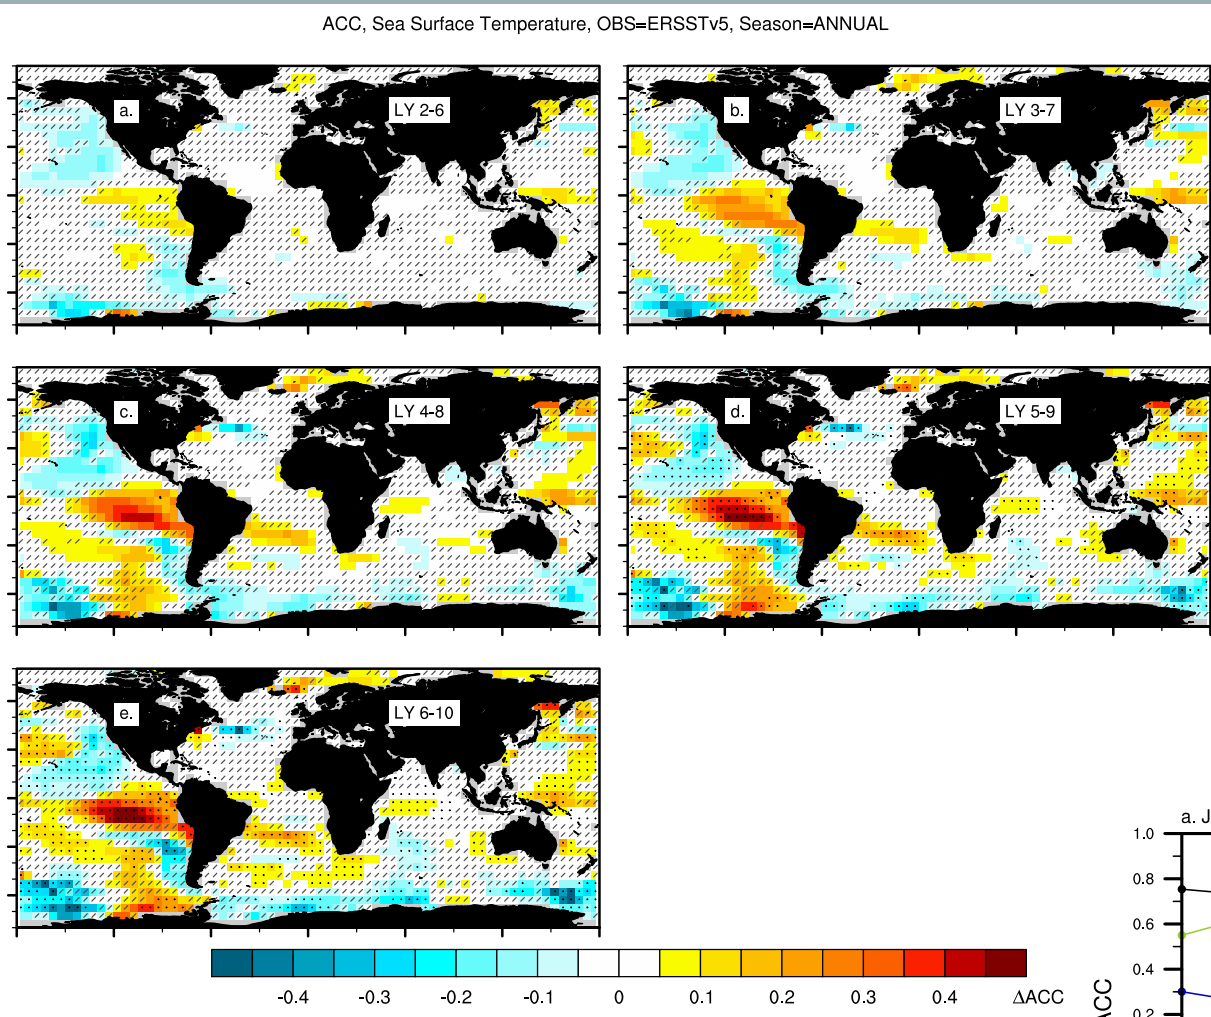 ACC, Sea Surface Temperature, OBS=ERSSTv5, Season=ANNUAL
a. LY 2-6
b. LY 3-7
c. LY 4-8
d. LY 5-9
e. LY 6-10
-0.4 -0.3 -0.2 -0.1 0 0.1 0.2 0.3 0.4 ΔACC
a. J
1.0
0.8
0.6
0.4
0.2
ACC